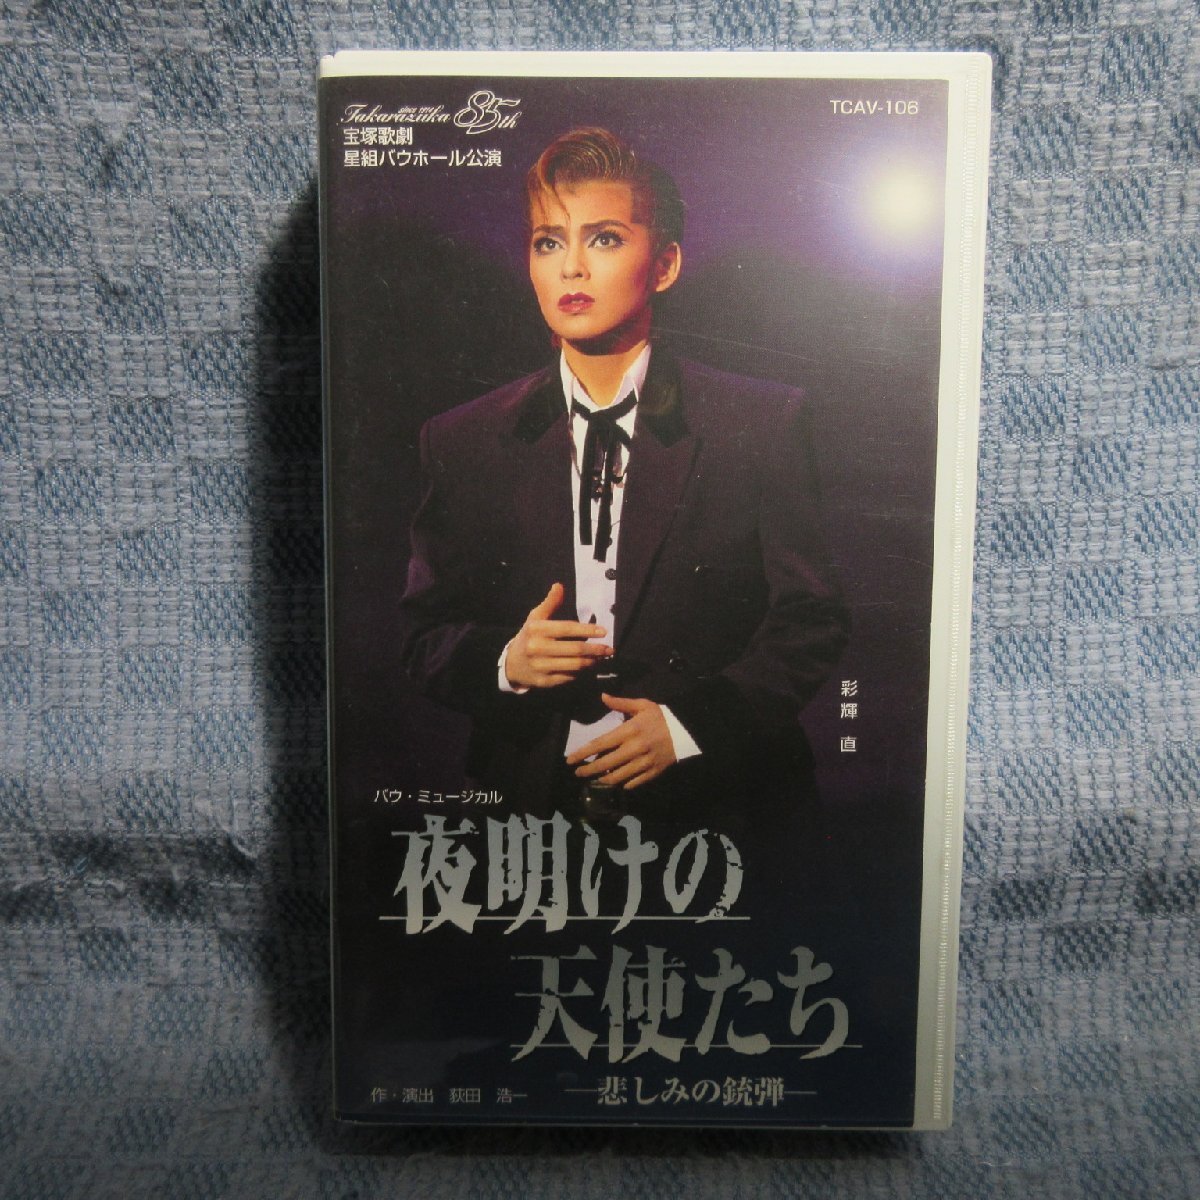 since 1914
Takarazuka 85th
宝塚歌劇
星組バウホール公演
TCAV-106
彩輝 直
バウ・ミュージカル
夜明けの
天使たち
―悲しみの銃弾―
作・演出 荻田 浩一